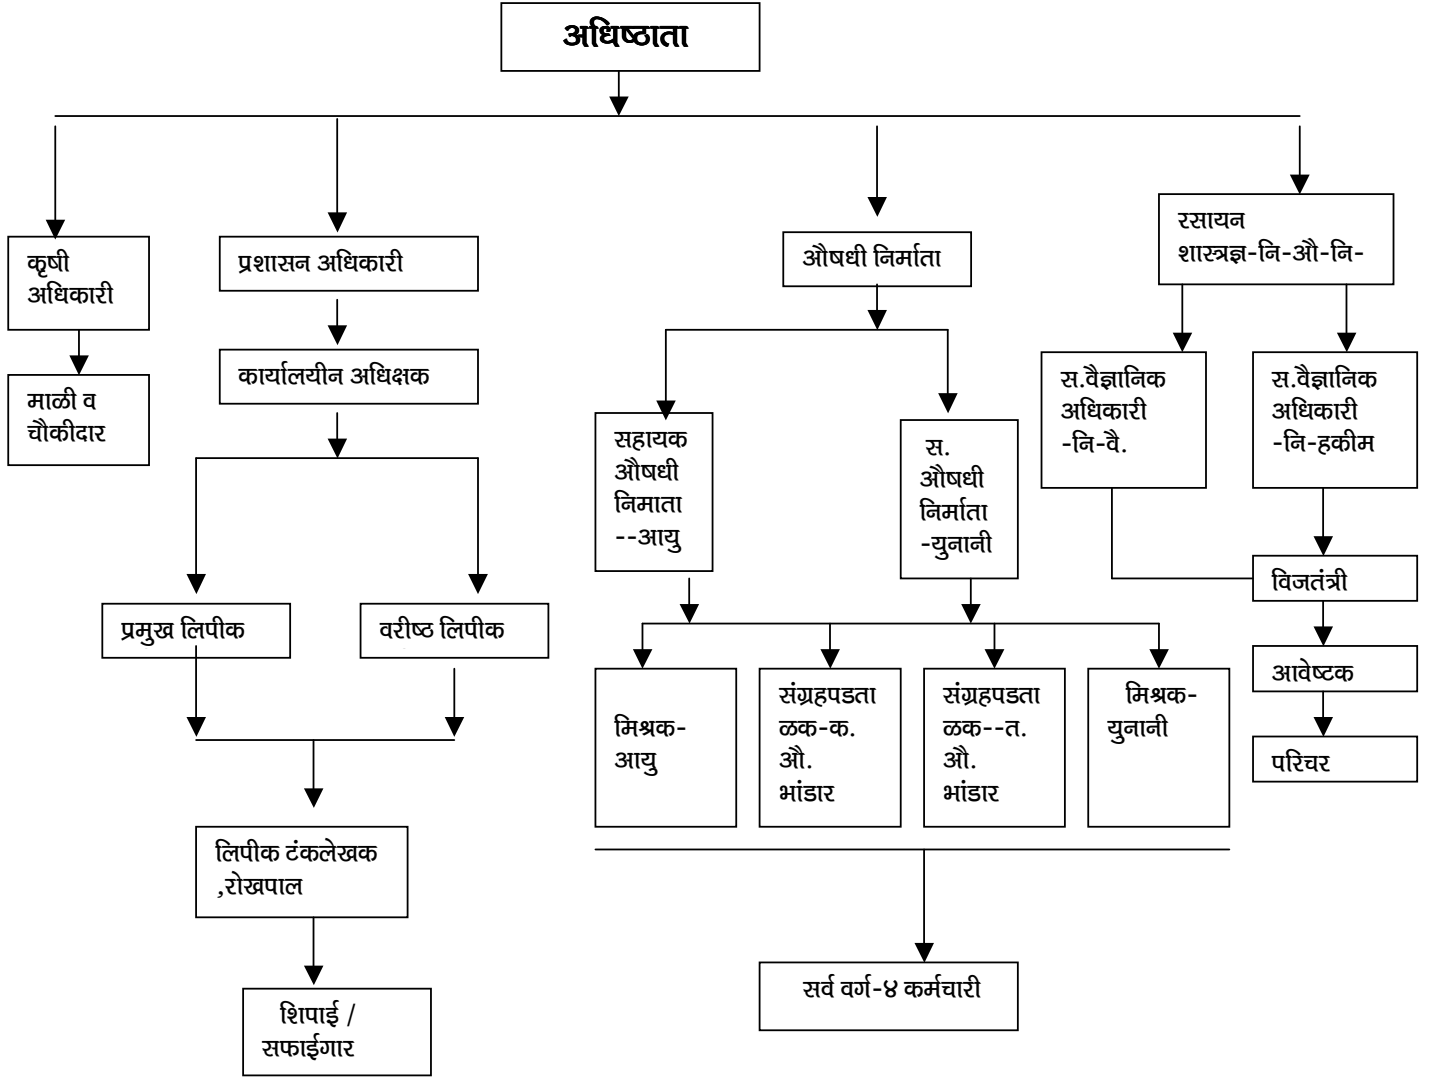 अधिष्ठाता
कृषी
अधिकारी
माळी व
चौकीदार
प्रशासन अधिकारी
कार्यालयीन अधिक्षक
प्रमुख लिपीक
वरीष्ठ लिपीक
लिपीक टंकलेखक
,रोखपाल
शिपाई /
सफाईगार
औषधी निर्माता
सहायक
औषधी
निमाता
--आयु
स.
औषधी
निर्माता
-युनानी
मिश्रक-
आयु
संग्रहपडता
ळक-क.
औ.
भांडार
संग्रहपडता
ळक--त.
औ.
भांडार
मिश्रक-
युनानी
सर्व वर्ग-४ कर्मचारी
रसायन
शास्त्रज्ञ-नि-औ-नि-
स.वैज्ञानिक
अधिकारी
-नि-वै.
स.वैज्ञानिक
अधिकारी
-नि-हकीम
विजतंत्री
आवेष्टक
परिचर